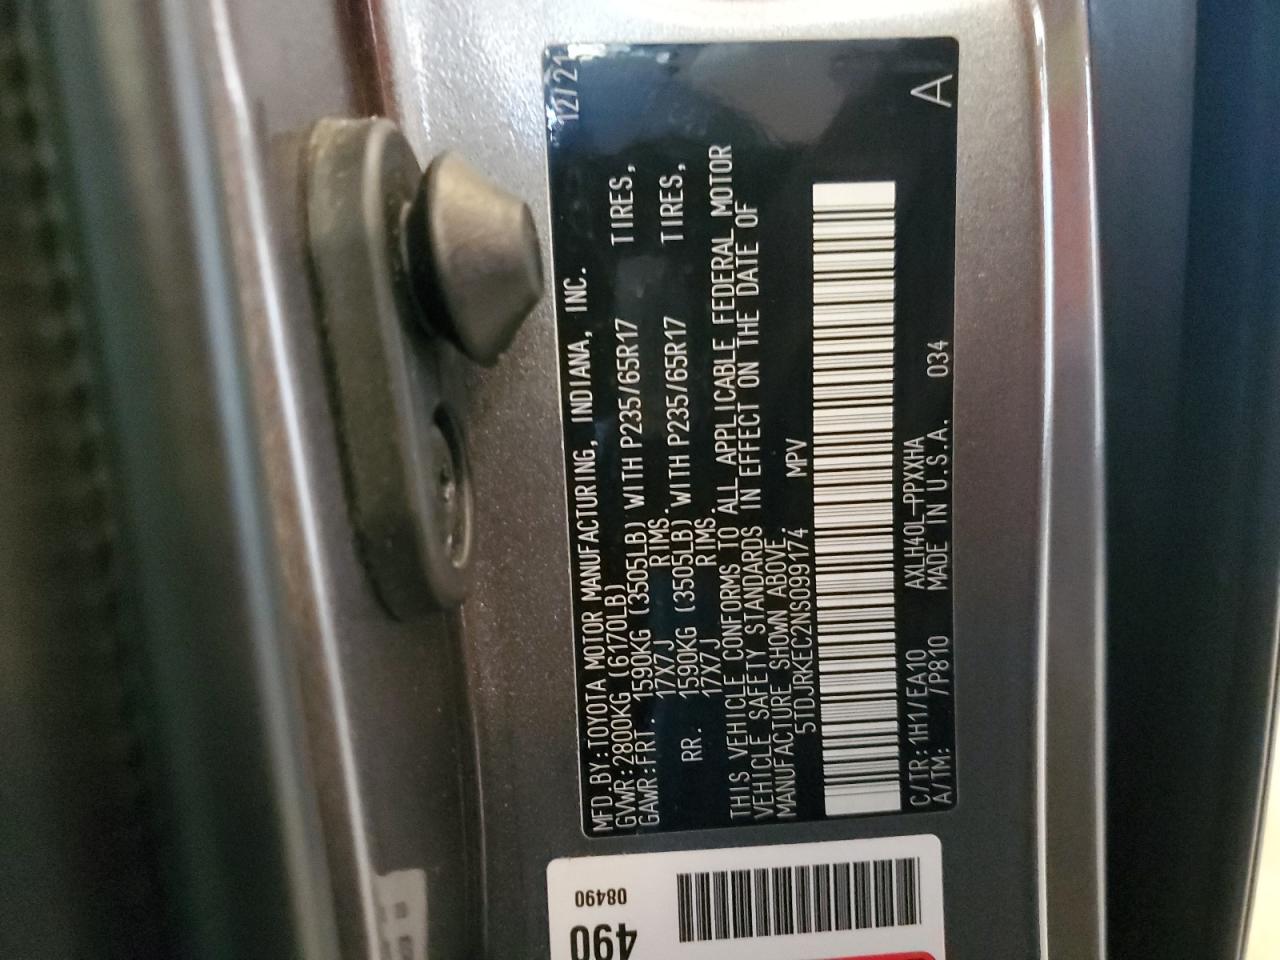 MFD.BY:TOYOTA MOTOR MANUFACTURING, INDIANA, INC. 12/21
GVWR:2800KG (6170LB)
GAWR:FRT. 1590KG (3505LB) WITH P235/65R17 TIRES,
17X7J RIMS.
RR. 1590KG (3505LB) WITH P235/65R17 TIRES,
17X7J RIMS.
THIS VEHICLE CONFORMS TO ALL APPLICABLE FEDERAL MOTOR
VEHICLE SAFETY STANDARDS IN EFFECT ON THE DATE OF
MANUFACTURE SHOWN ABOVE.
5TDJRKEC2NS099174 MPV
C/TR:1H1/EA10 AXLH40L-PPXXHA
A/TM: /P810 MADE IN U.S.A. 034 A
08490
490